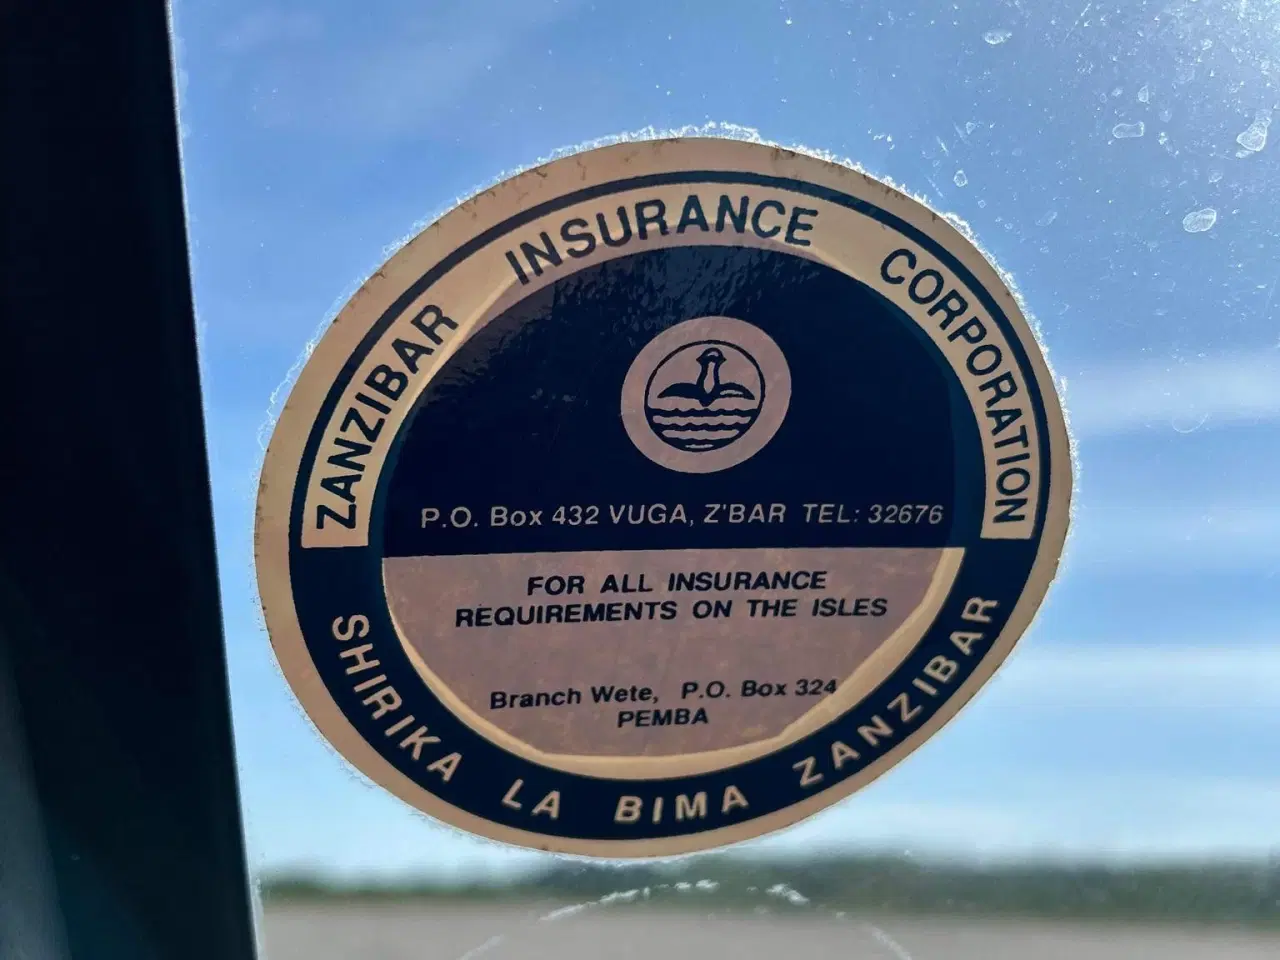 ZANZIBAR INSURANCE CORPORATION
P.O. Box 432 VUGA, Z'BAR TEL: 32676
FOR ALL INSURANCE
REQUIREMENTS ON THE ISLES
Branch Wete, P.O. Box 324
PEMBA
SHIRIKA LA BIMA ZANZIBAR